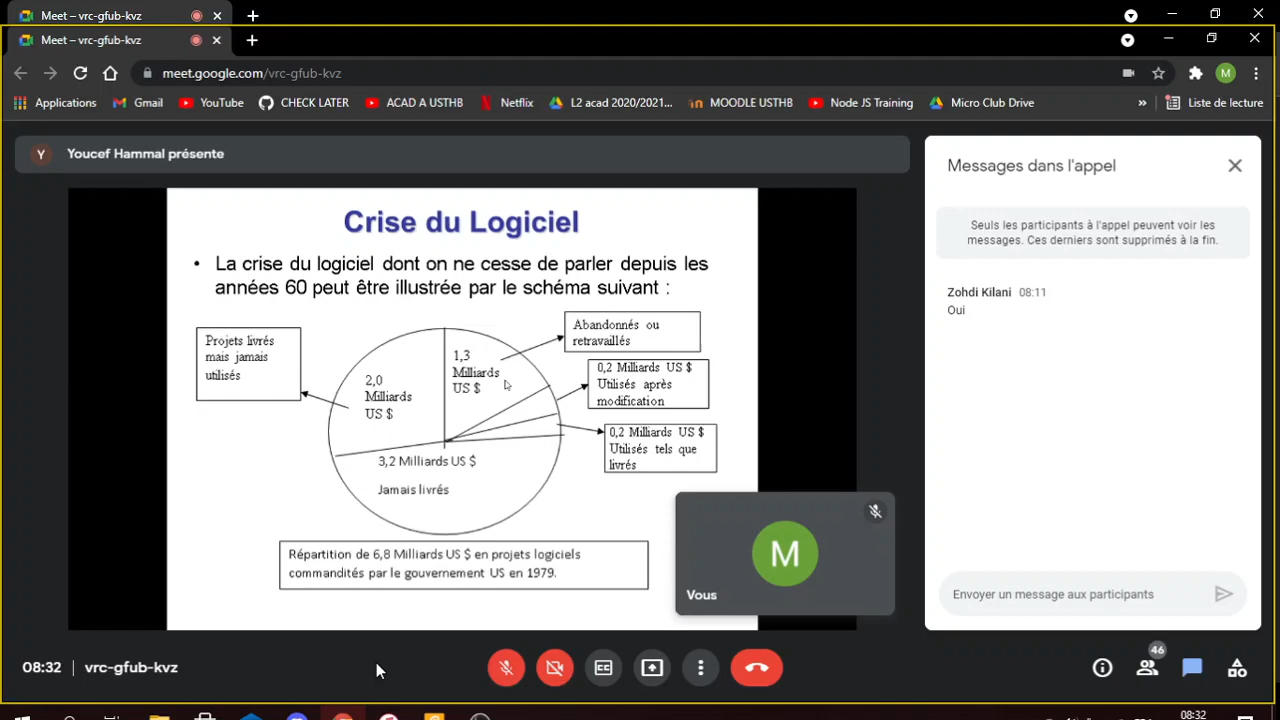 Meet – vrc-gfub-kvz
Meet – vrc-gfub-kvz
meet.google.com/vrc-gfub-kvz
M
Applications
Gmail
YouTube
CHECK LATER
ACAD A USTHB
Netflix
L2 acad 2020/2021...
MOODLE USTHB
Node JS Training
Micro Club Drive
»
Liste de lecture
Y
Youcef Hammal présente
Crise du Logiciel
• La crise du logiciel dont on ne cesse de parler depuis les
années 60 peut être illustrée par le schéma suivant :
Projets livrés
mais jamais
utilisés
2,0
Milliards
US $
1,3
Milliards
US $
Abandonnés ou
retravaillés
0,2 Milliards US $
Utilisés après
modification
0,2 Milliards US $
Utilisés tels que
livrés
3,2 Milliards US $
Jamais livrés
Répartition de 6,8 Milliards US $ en projets logiciels
commandités par le gouvernement US en 1979.
M
Vous
Messages dans l'appel
Seuls les participants à l'appel peuvent voir les
messages. Ces derniers sont supprimés à la fin.
Zohdi Kilani 08:11
Oui
Envoyer un message aux participants
08:32 | vrc-gfub-kvz
46
08:32